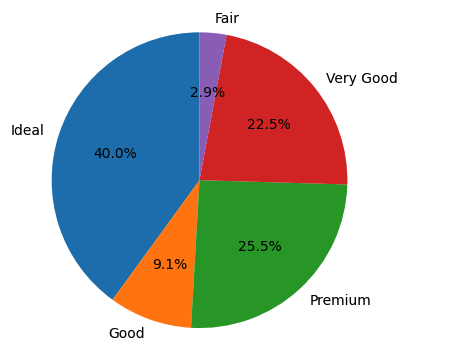 Fair
Very Good
2.9%
22.5%
Ideal
40.0%
25.5%
9.1%
Premium
Good